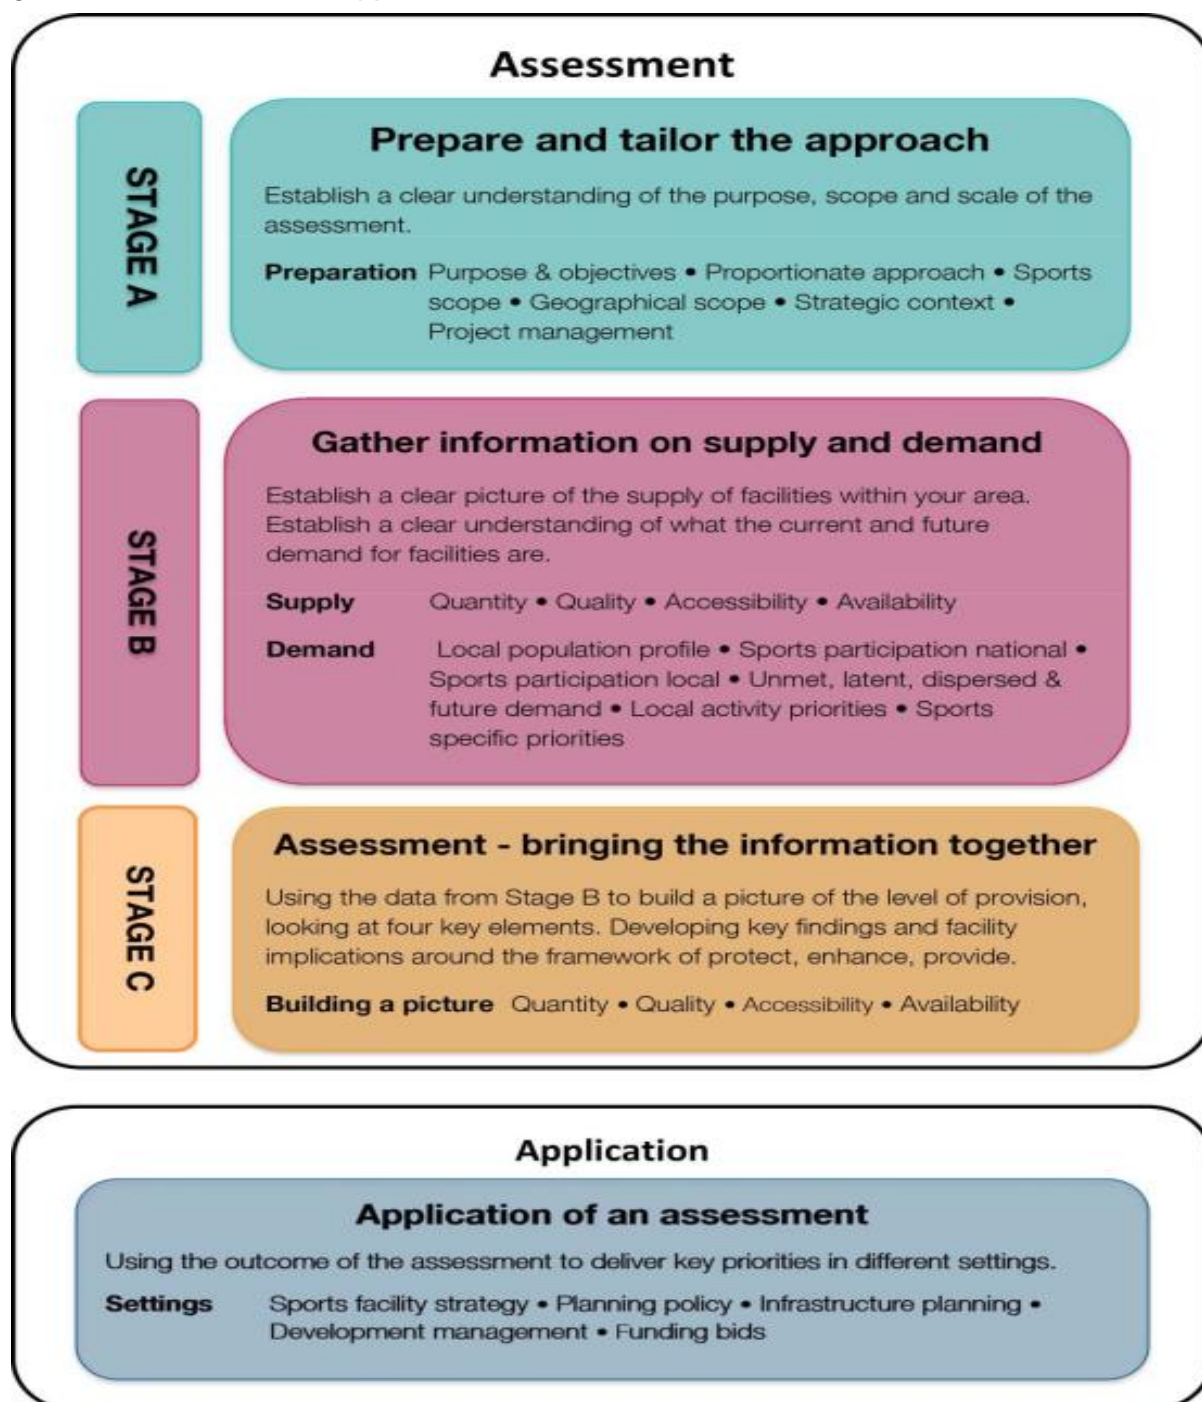 Assessment
STAGE A
Prepare and tailor the approach
Establish a clear understanding of the purpose, scope and scale of the
assessment.
Preparation Purpose & objectives • Proportionate approach • Sports
scope • Geographical scope • Strategic context •
Project management
STAGE B
Gather information on supply and demand
Establish a clear picture of the supply of facilities within your area.
Establish a clear understanding of what the current and future
demand for facilities are.
Supply Quantity • Quality • Accessibility • Availability
Demand Local population profile • Sports participation national •
Sports participation local • Unmet, latent, dispersed &
future demand • Local activity priorities • Sports
specific priorities
STAGE C
Assessment - bringing the information together
Using the data from Stage B to build a picture of the level of provision,
looking at four key elements. Developing key findings and facility
implications around the framework of protect, enhance, provide.
Building a picture Quantity • Quality • Accessibility • Availability
Application
Application of an assessment
Using the outcome of the assessment to deliver key priorities in different settings.
Settings Sports facility strategy • Planning policy • Infrastructure planning •
Development management • Funding bids